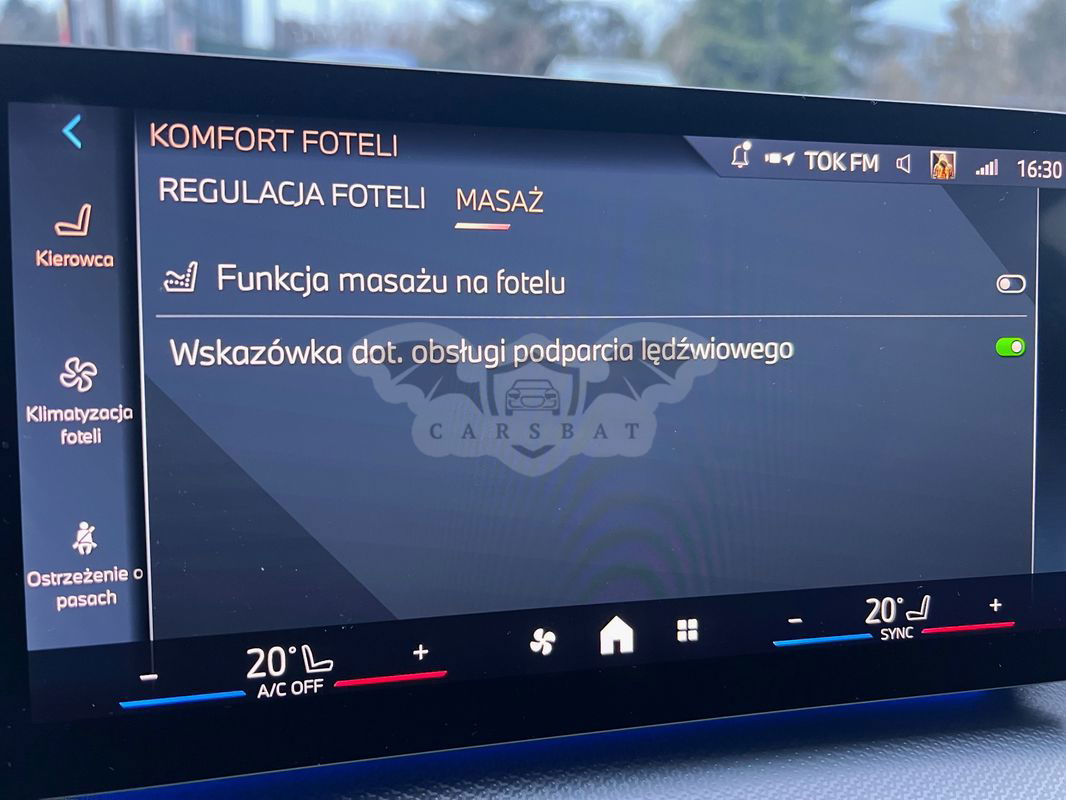 KOMFORT FOTELI
TOK FM 16:30
REGULACJA FOTELI MASAŻ
Kierowca
Funkcja masażu na fotelu
Wskazówka dot. obsługi podparcia lędźwiowego
Klimatyzacja
foteli
CARSBAT
Ostrzeżenie o
pasach
- 20° +
A/C OFF
- 20° +
SYNC